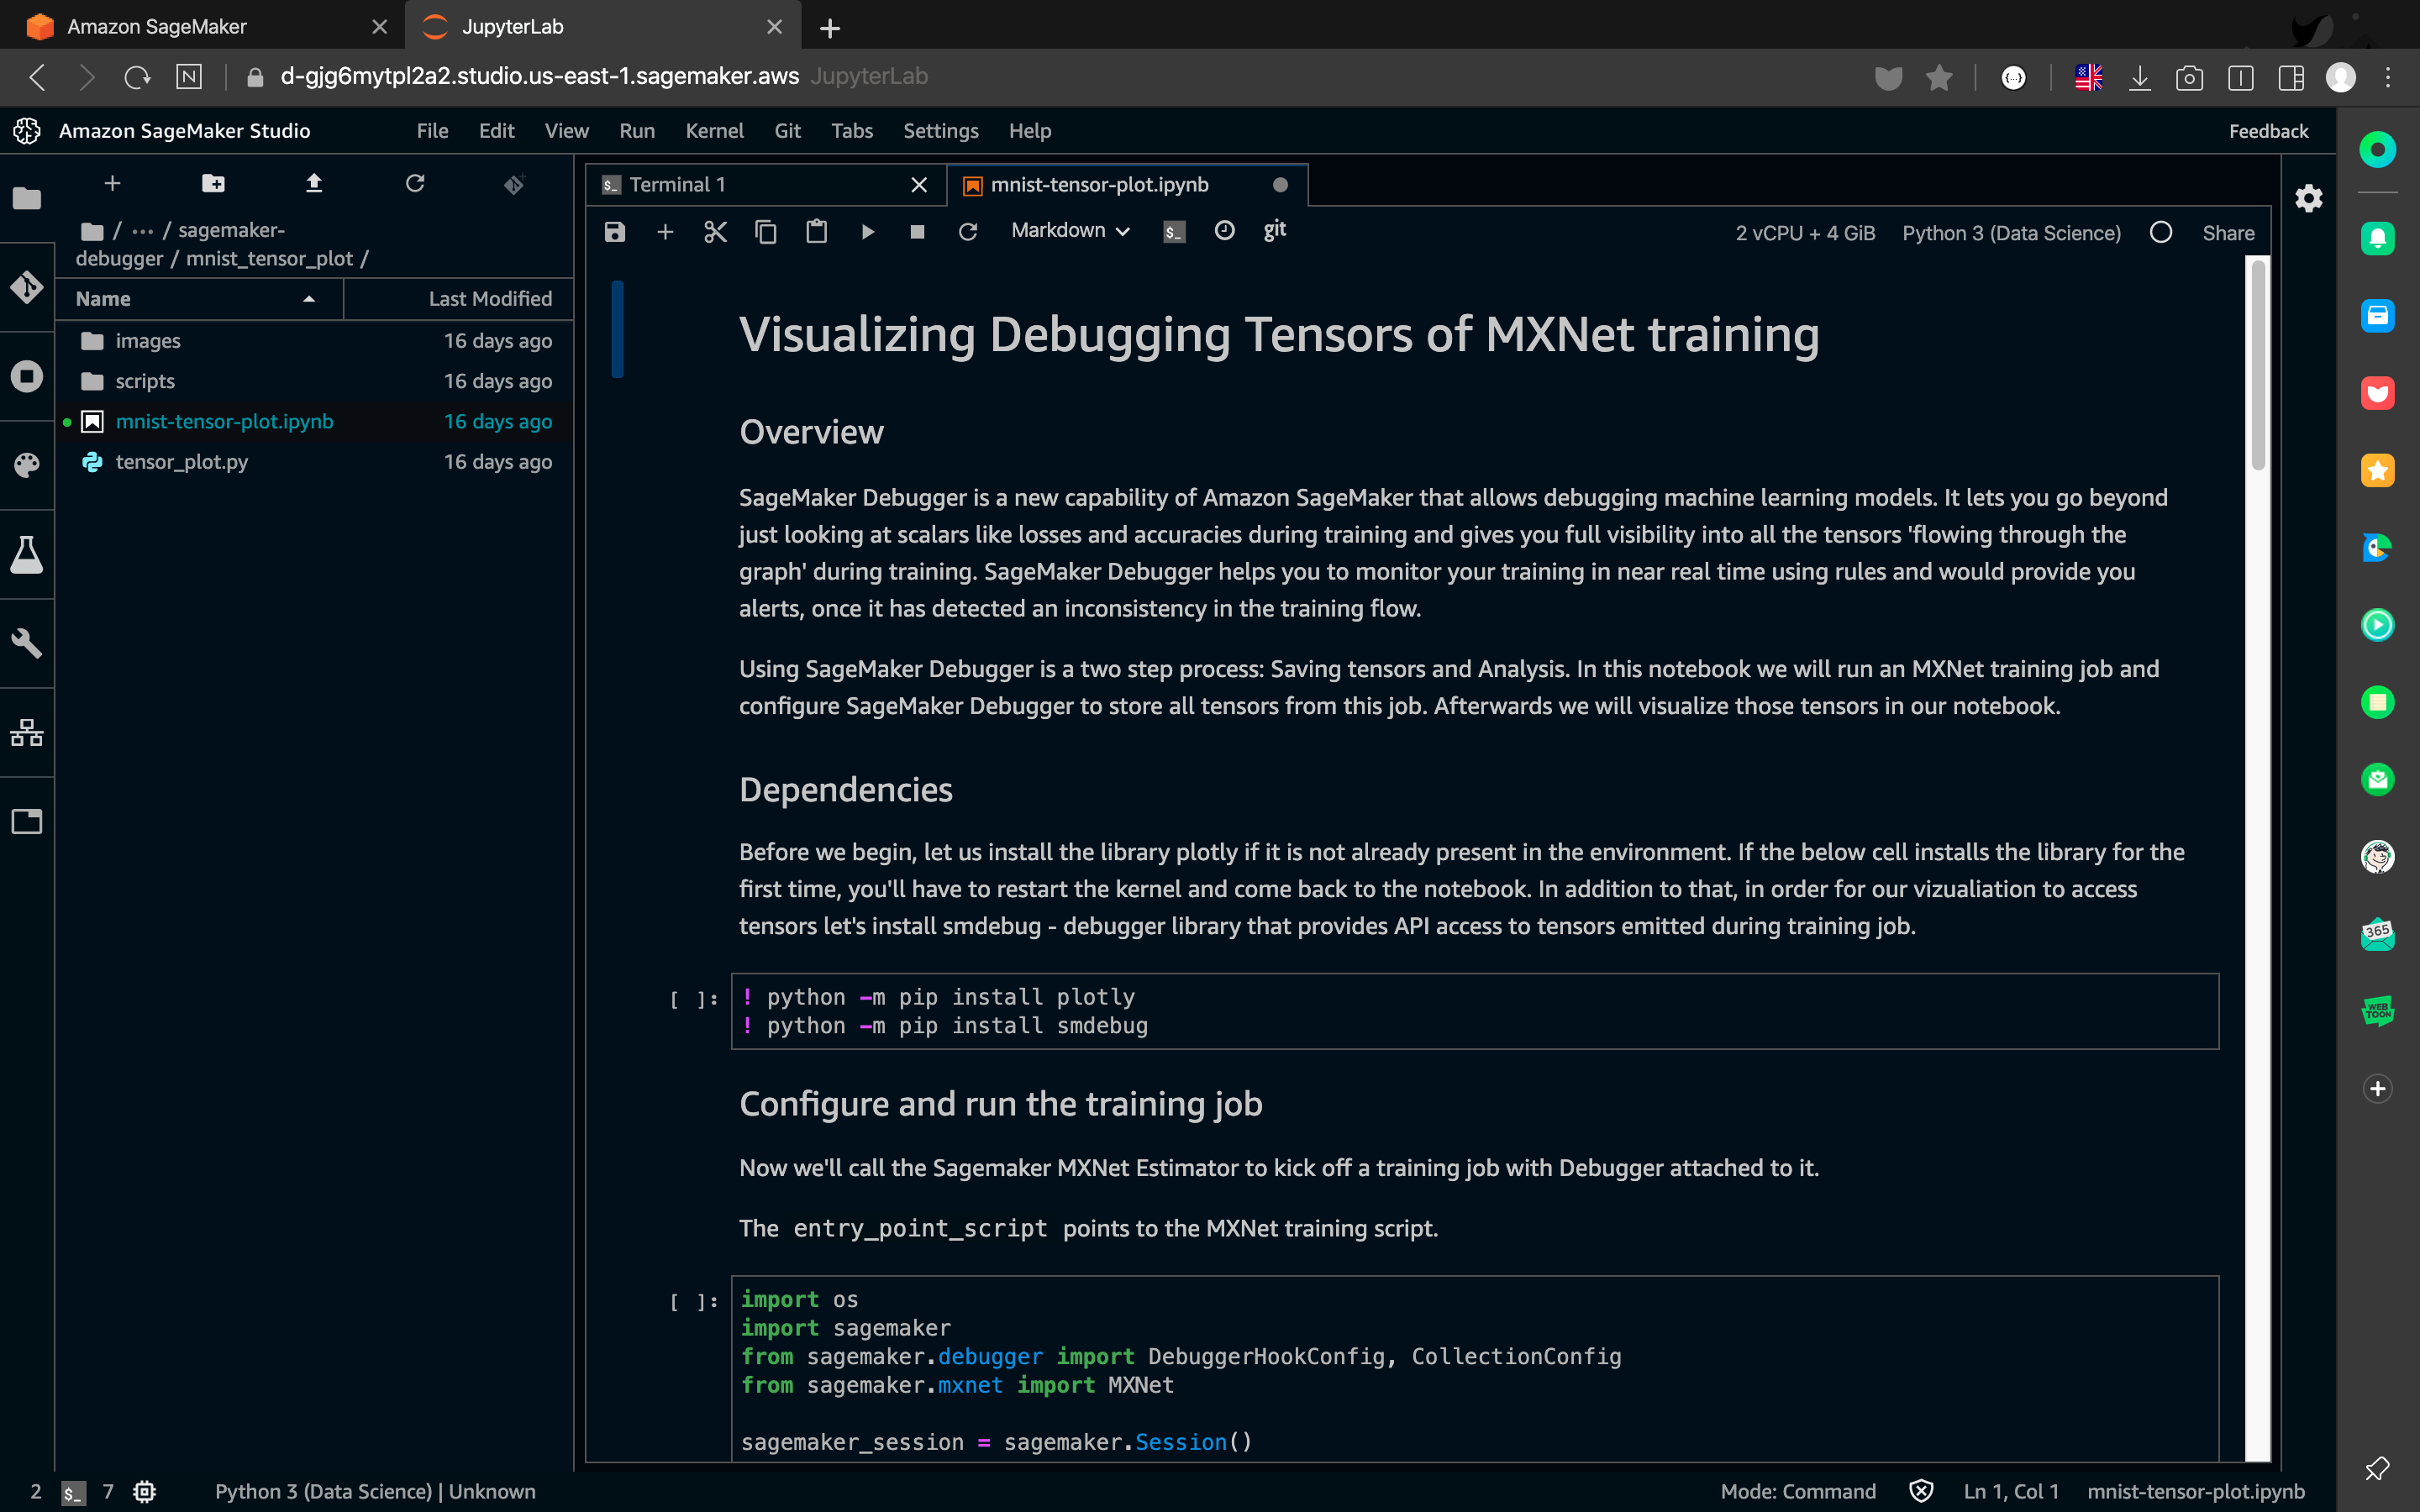 Amazon SageMaker
JupyterLab
N
d-gjg6mytpl2a2.studio.us-east-1.sagemaker.aws JupyterLab
{...}
Amazon SageMaker Studio
File Edit View Run Kernel Git Tabs Settings Help
Feedback
/ ... / sagemaker-
debugger / mnist_tensor_plot /
Name Last Modified
images 16 days ago
scripts 16 days ago
mnist-tensor-plot.ipynb 16 days ago
tensor_plot.py 16 days ago
$_ Terminal 1
mnist-tensor-plot.ipynb
Markdown $_ git
2 vCPU + 4 GiB Python 3 (Data Science) Share
Visualizing Debugging Tensors of MXNet training
Overview
SageMaker Debugger is a new capability of Amazon SageMaker that allows debugging machine learning models. It lets you go beyond
just looking at scalars like losses and accuracies during training and gives you full visibility into all the tensors 'flowing through the
graph' during training. SageMaker Debugger helps you to monitor your training in near real time using rules and would provide you
alerts, once it has detected an inconsistency in the training flow.
Using SageMaker Debugger is a two step process: Saving tensors and Analysis. In this notebook we will run an MXNet training job and
configure SageMaker Debugger to store all tensors from this job. Afterwards we will visualize those tensors in our notebook.
Dependencies
Before we begin, let us install the library plotly if it is not already present in the environment. If the below cell installs the library for the
first time, you'll have to restart the kernel and come back to the notebook. In addition to that, in order for our vizualiation to access
tensors let's install smdebug - debugger library that provides API access to tensors emitted during training job.
[ ]: ! python -m pip install plotly
! python -m pip install smdebug
Configure and run the training job
Now we'll call the Sagemaker MXNet Estimator to kick off a training job with Debugger attached to it.
The entry_point_script points to the MXNet training script.
[ ]: import os
import sagemaker
from sagemaker.debugger import DebuggerHookConfig, CollectionConfig
from sagemaker.mxnet import MXNet
sagemaker_session = sagemaker.Session()
365
WEB
TOON
2 $_ 7 Python 3 (Data Science) | Unknown
Mode: Command Ln 1, Col 1 mnist-tensor-plot.ipynb